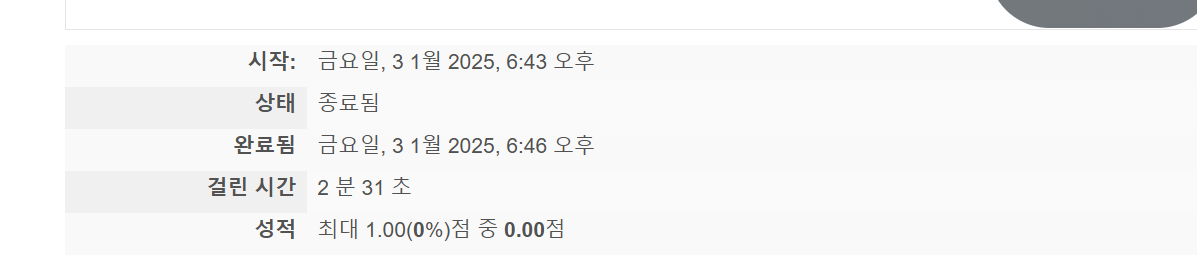 시작: 금요일, 3 1월 2025, 6:43 오후
상태 종료됨
완료됨 금요일, 3 1월 2025, 6:46 오후
걸린 시간 2 분 31 초
성적 최대 1.00(0%)점 중 0.00점